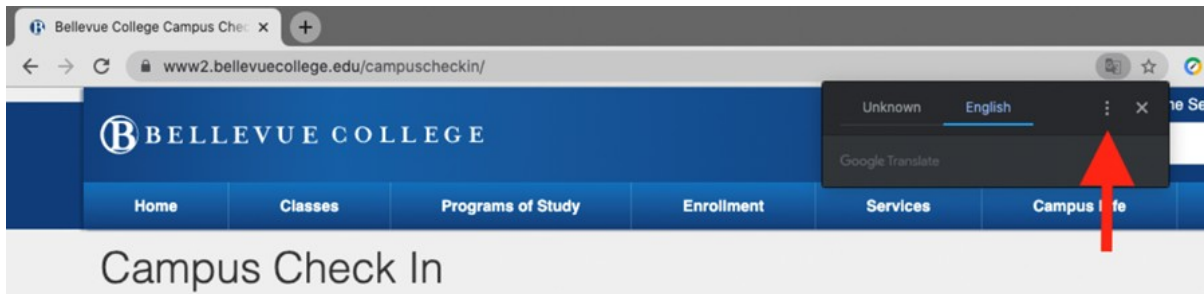 Bellevue College Campus Chec
www2.bellevuecollege.edu/campuscheckin/
Unknown English
BELLEVUE COLLEGE
Google Translate
Home Classes Programs of Study Enrollment Services Campus
Campus Check In